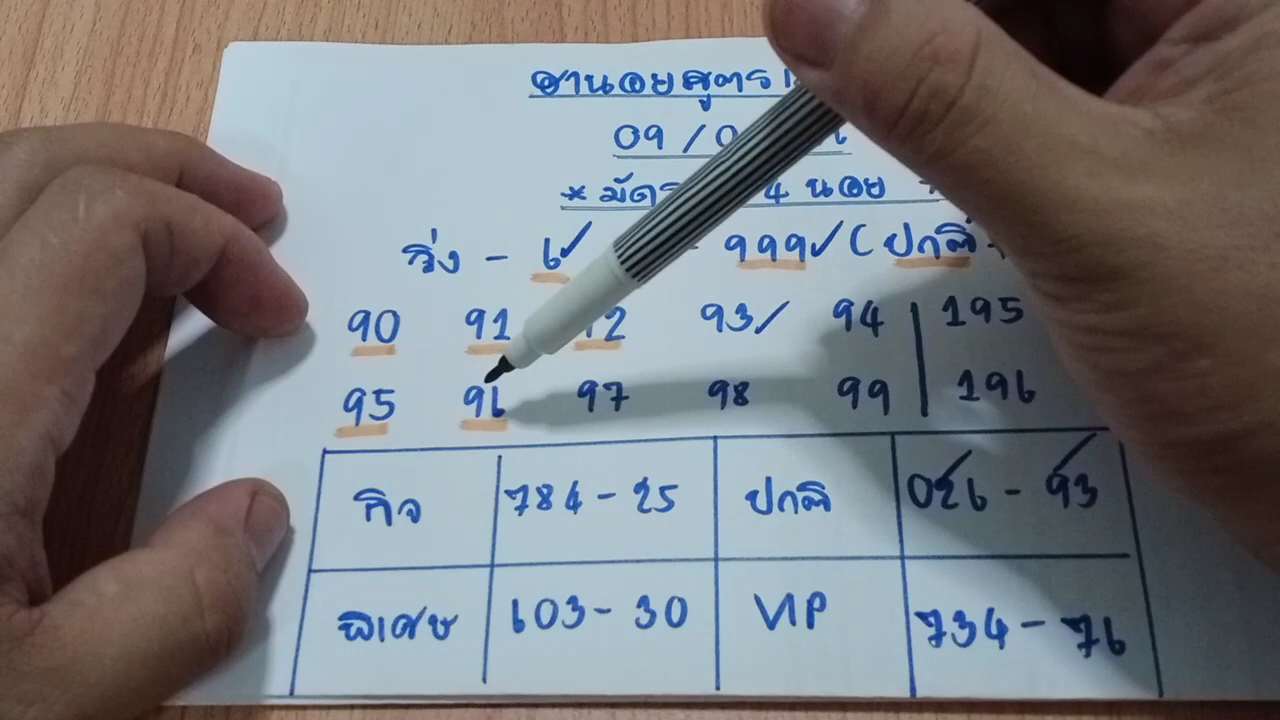 ฮานอยสูตร
09 / 0
* มัด 4 นอย *
วิ่ง - 6✓ - 999✓ (ปกติ
90 91 92 93✓ 94 | 195
95 96 97 98 99 | 196
กิจ 784-25 ปกติ 026-93
พิเศษ 603-30 VIP 734-76